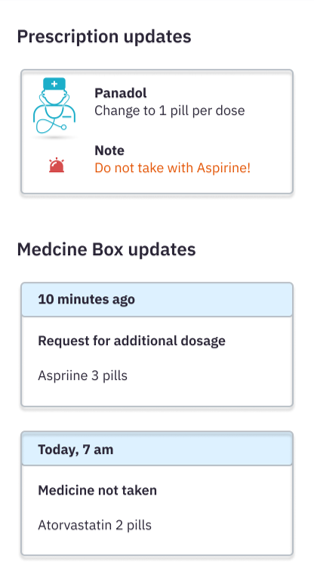 Prescription updates
Panadol
Change to 1 pill per dose
Note
Do not take with Aspirine!
Medcine Box updates
10 minutes ago
Request for additional dosage
Aspriine 3 pills
Today, 7 am
Medicine not taken
Atorvastatin 2 pills